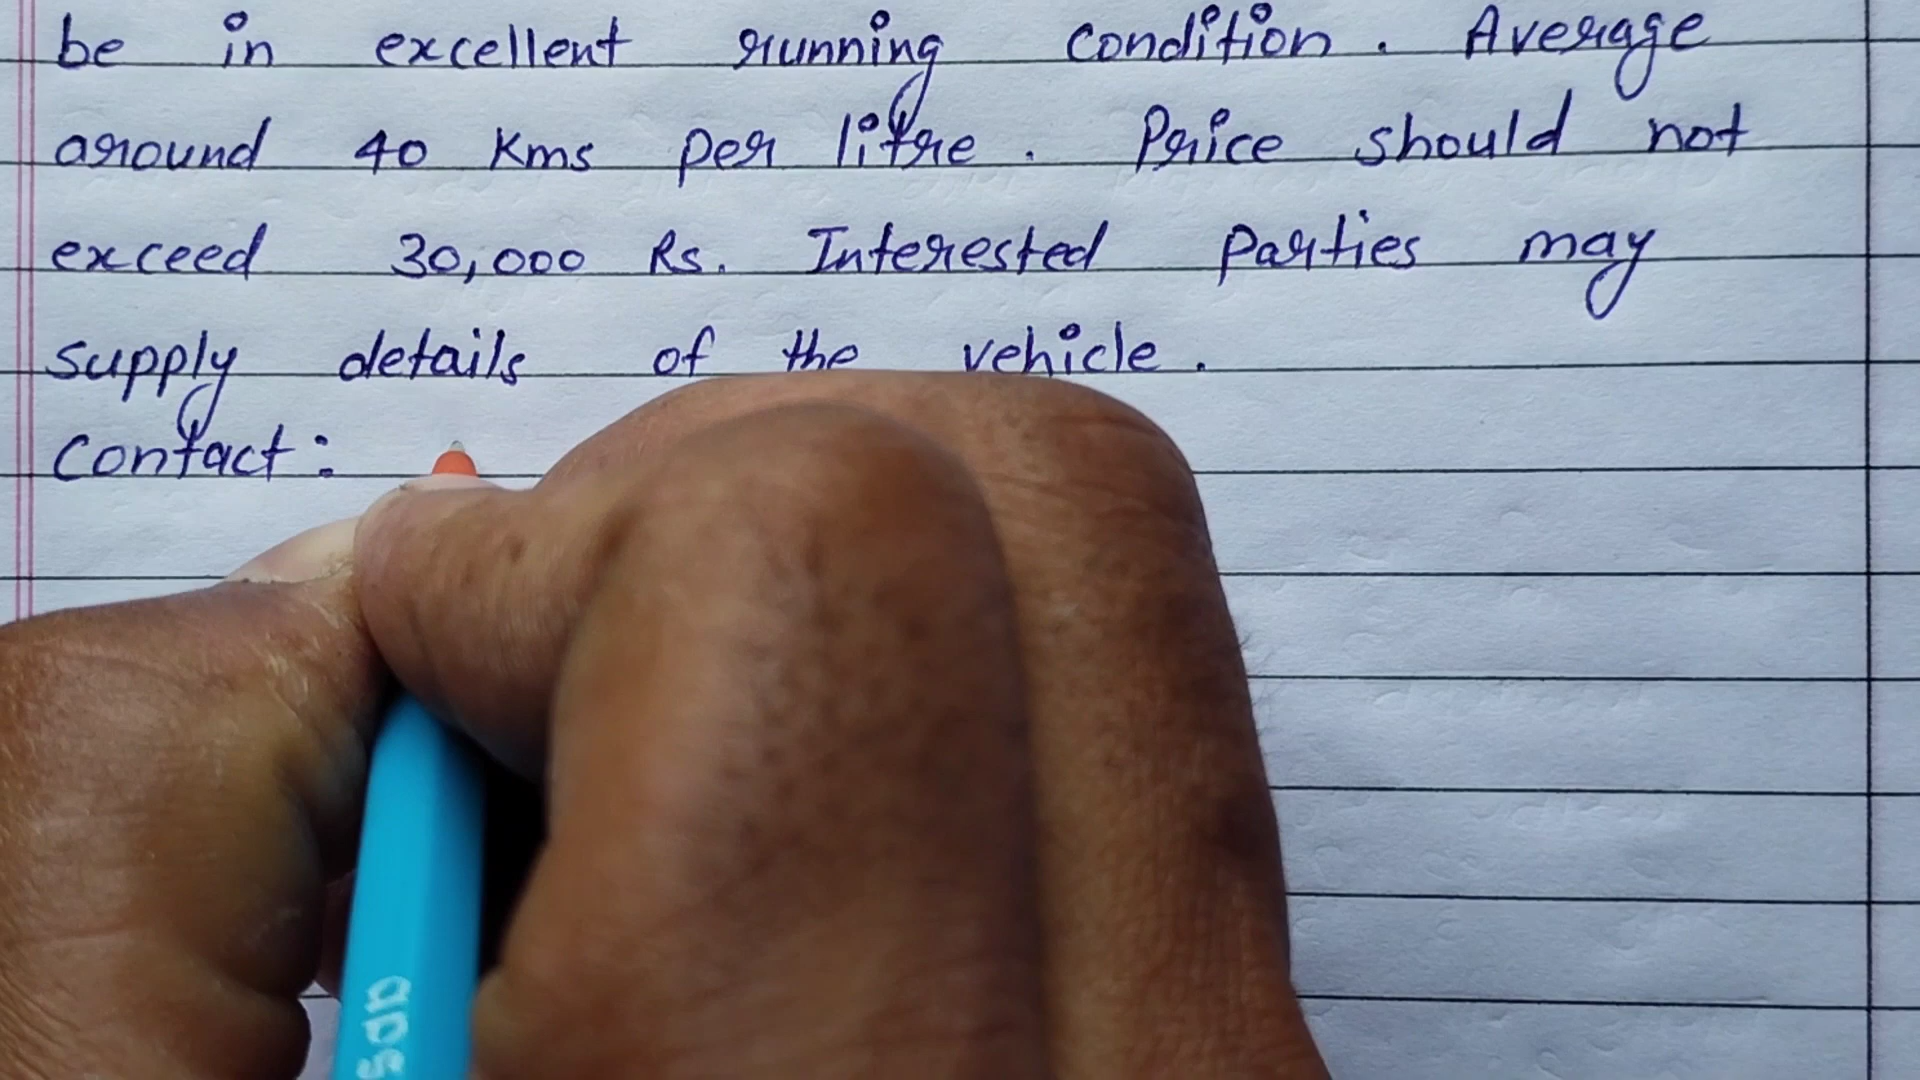 be in excellent running condition. Average
around 40 Kms per litre. Price should not
exceed 30,000 Rs. Interested parties may
supply details of the vehicle.
Contact: